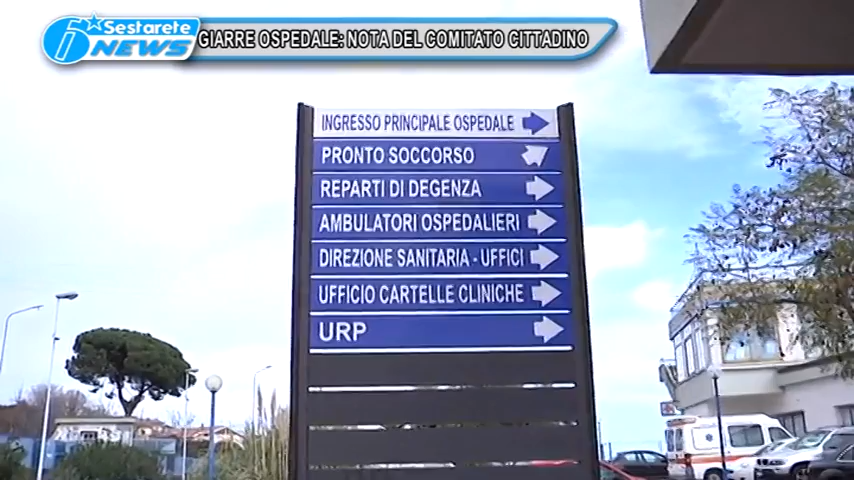 Sestarete
6 NEWS
GIARRE OSPEDALE: NOTA DEL COMITATO CITTADINO
INGRESSO PRINCIPALE OSPEDALE
PRONTO SOCCORSO
REPARTI DI DEGENZA
AMBULATORI OSPEDALIERI
DIREZIONE SANITARIA - UFFICI
UFFICIO CARTELLE CLINICHE
URP